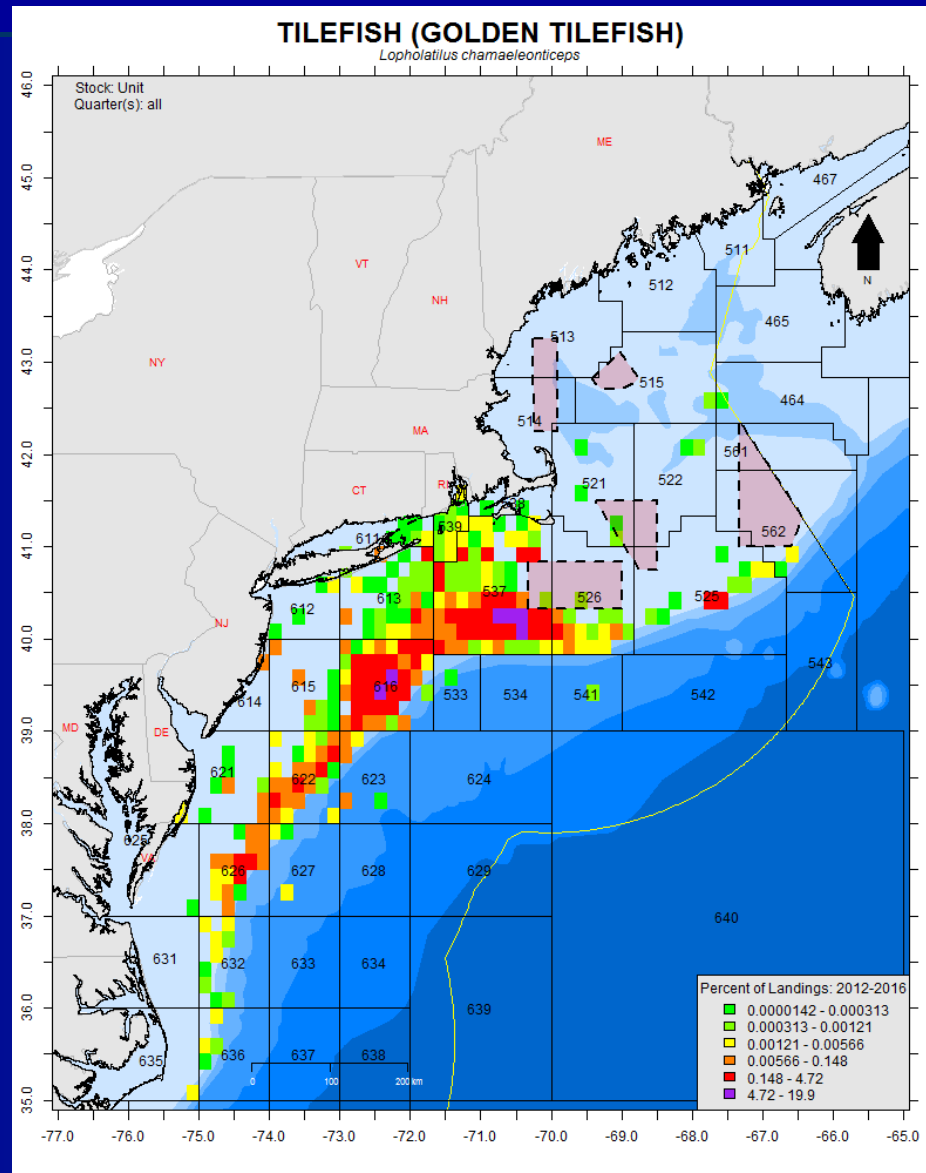 TILEFISH (GOLDEN TILEFISH)
Lopholatilus chamaeleonticeps
Stock: Unit
Quarter(s): all
46.0
45.0
44.0
43.0
42.0
41.0
40.0
39.0
38.0
37.0
36.0
35.0
ME
467
511
VT
512
N
NH
465
513
NY
515
464
MA
514
561
CT
RI
521
522
538
539
562
611
537
526
525
612
613
NJ
543
615
616
614
533
534
541
542
MD
DE
621
622
623
624
625
VA
626
627
628
629
640
631
632
633
634
639
635
636
637
638
0
100
200 km
Percent of Landings: 2012-2016
0.0000142 - 0.000313
0.000313 - 0.00121
0.00121 - 0.00566
0.00566 - 0.148
0.148 - 4.72
4.72 - 19.9
-77.0 -76.0 -75.0 -74.0 -73.0 -72.0 -71.0 -70.0 -69.0 -68.0 -67.0 -66.0 -65.0